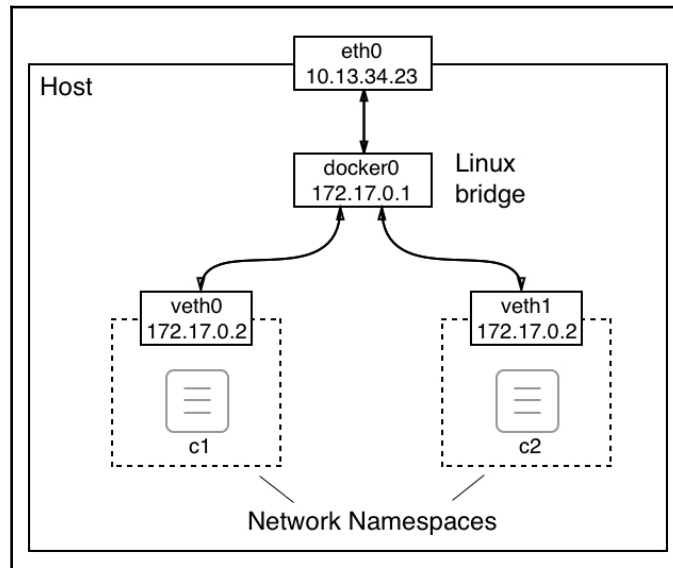 eth0
10.13.34.23
Host
docker0
172.17.0.1
Linux
bridge
veth0
172.17.0.2
veth1
172.17.0.2
c1
c2
Network Namespaces